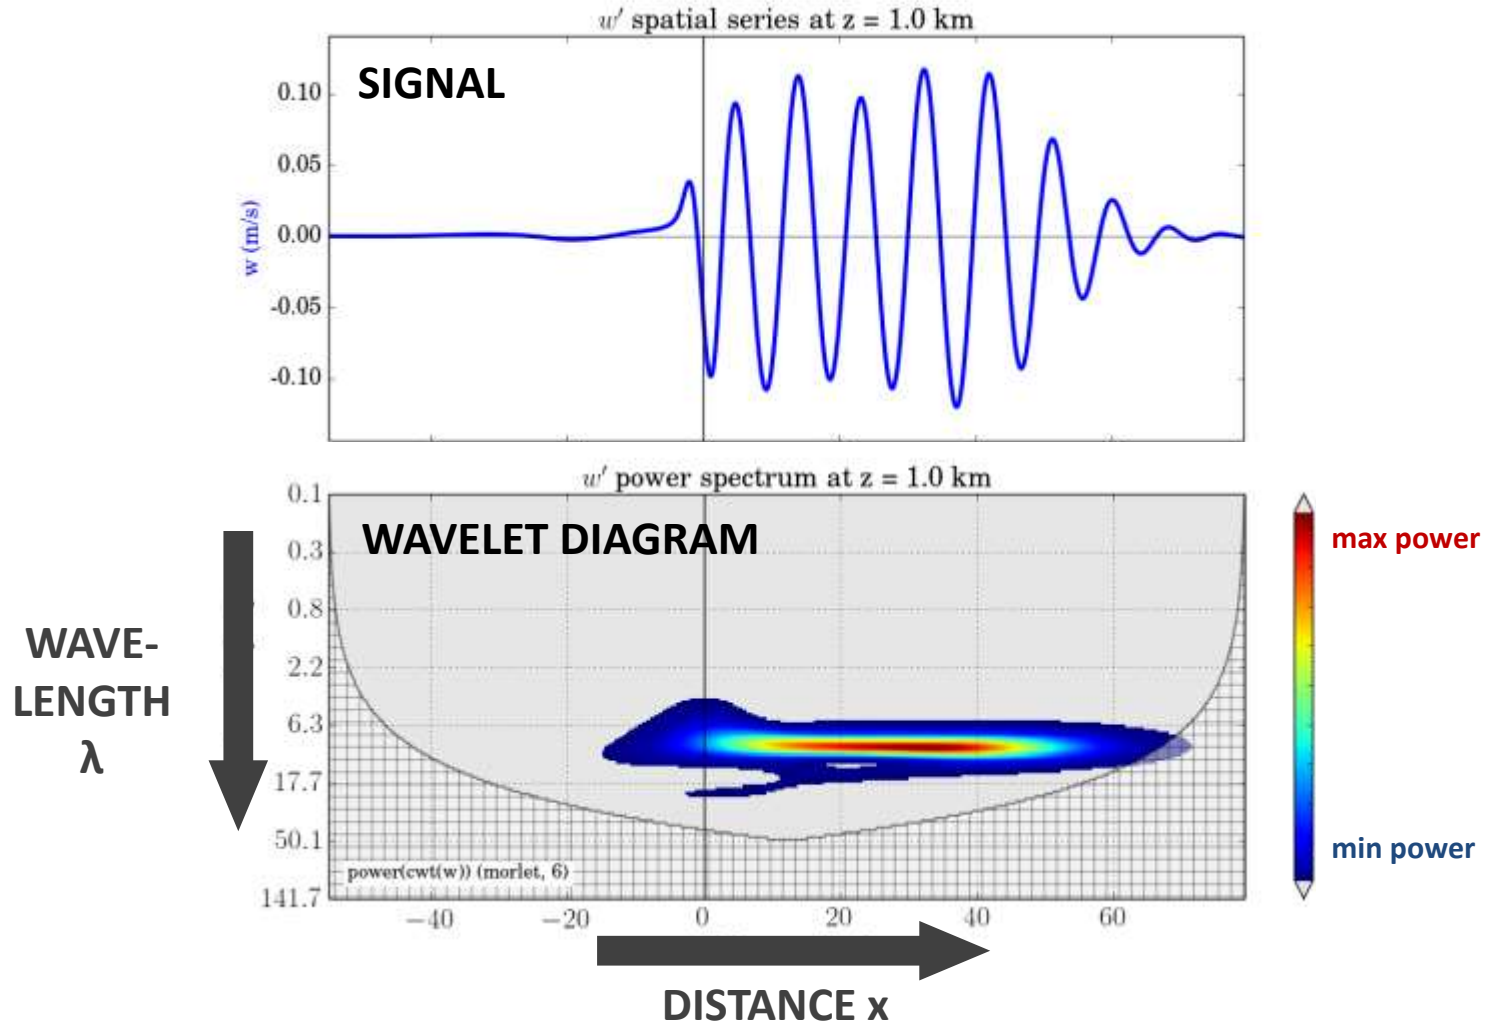 w′ spatial series at z = 1.0 km
SIGNAL
0.10
0.05
0.00
-0.05
-0.10
w (m/s)
w′ power spectrum at z = 1.0 km
WAVELET DIAGRAM
0.1
0.3
0.8
2.2
6.3
17.7
50.1
141.7
WAVE-
LENGTH
λ
power(cwt(w)) (morlet, 6)
−40 −20 0 20 40 60
DISTANCE x
max power
min power